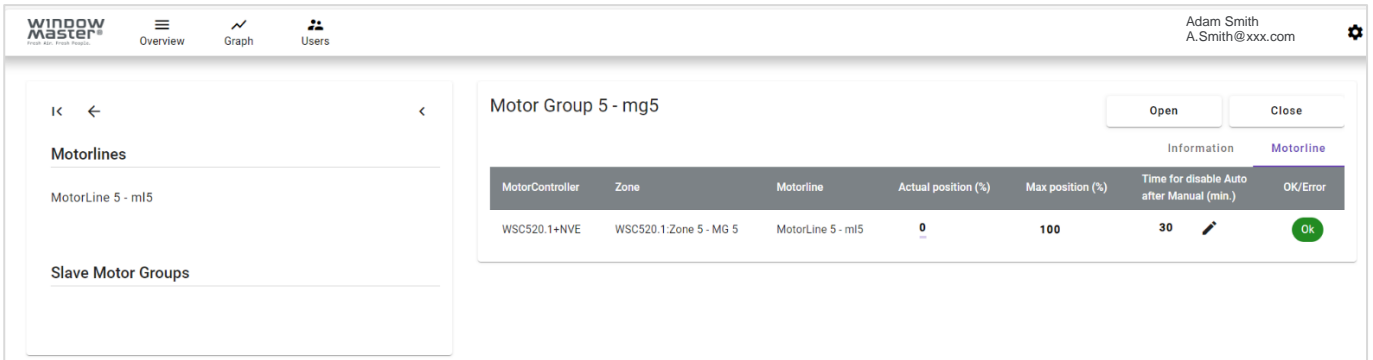 WINDOW
Master®
Fresh Air. Fresh People.
Overview
Graph
Users
Adam Smith
A.Smith@xxx.com
Motorlines
MotorLine 5 - ml5
Slave Motor Groups
Motor Group 5 - mg5
Open
Close
Information
Motorline
MotorController
Zone
Motorline
Actual position (%)
Max position (%)
Time for disable Auto
after Manual (min.)
OK/Error
WSC520.1+NVE
WSC520.1:Zone 5 - MG 5
MotorLine 5 - ml5
0
100
30
Ok